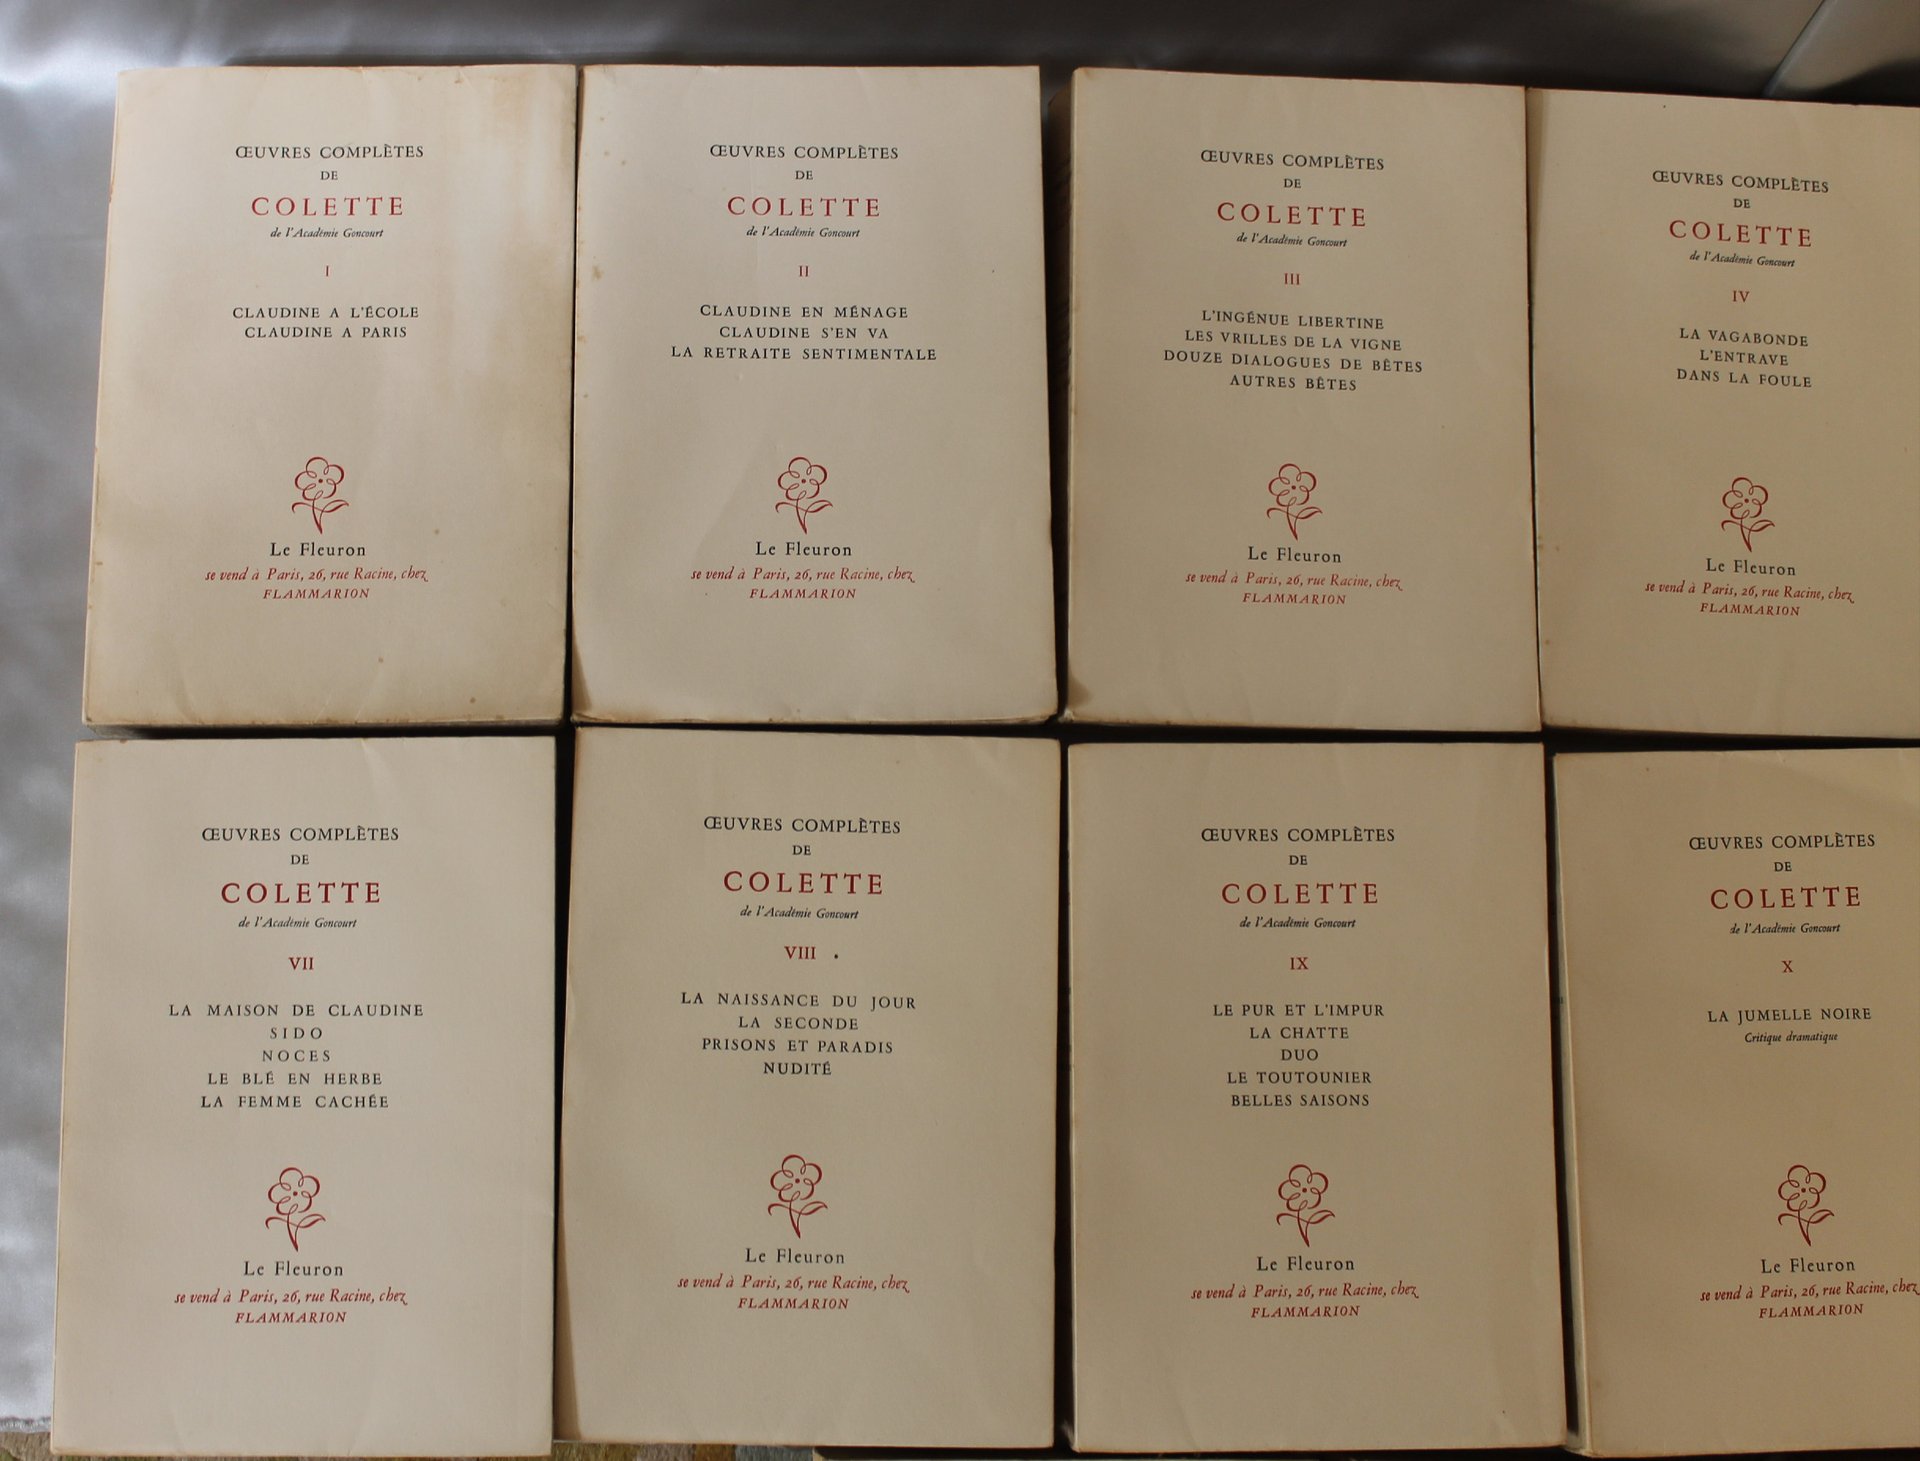 ŒUVRES COMPLÈTES
DE
COLETTE
de l'Académie Goncourt
I
CLAUDINE A L'ÉCOLE
CLAUDINE A PARIS
Le Fleuron
se vend à Paris, 26, rue Racine, chez
FLAMMARION
ŒUVRES COMPLÈTES
DE
COLETTE
de l'Académie Goncourt
II
CLAUDINE EN MÉNAGE
CLAUDINE S'EN VA
LA RETRAITE SENTIMENTALE
Le Fleuron
se vend à Paris, 26, rue Racine, chez
FLAMMARION
ŒUVRES COMPLÈTES
DE
COLETTE
de l'Académie Goncourt
III
L'INGÉNUE LIBERTINE
LES VRILLES DE LA VIGNE
DOUZE DIALOGUES DE BÊTES
AUTRES BÊTES
Le Fleuron
se vend à Paris, 26, rue Racine, chez
FLAMMARION
ŒUVRES COMPLÈTES
DE
COLETTE
de l'Académie Goncourt
IV
LA VAGABONDE
L'ENTRAVE
DANS LA FOULE
Le Fleuron
se vend à Paris, 26, rue Racine, chez
FLAMMARION
ŒUVRES COMPLÈTES
DE
COLETTE
de l'Académie Goncourt
VII
LA MAISON DE CLAUDINE
SIDO
NOCES
LE BLÉ EN HERBE
LA FEMME CACHÉE
Le Fleuron
se vend à Paris, 26, rue Racine, chez
FLAMMARION
ŒUVRES COMPLÈTES
DE
COLETTE
de l'Académie Goncourt
VIII
LA NAISSANCE DU JOUR
LA SECONDE
PRISONS ET PARADIS
NUDITÉ
Le Fleuron
se vend à Paris, 26, rue Racine, chez
FLAMMARION
ŒUVRES COMPLÈTES
DE
COLETTE
de l'Académie Goncourt
IX
LE PUR ET L'IMPUR
LA CHATTE
DUO
LE TOUTOUNIER
BELLES SAISONS
Le Fleuron
se vend à Paris, 26, rue Racine, chez
FLAMMARION
ŒUVRES COMPLÈTES
DE
COLETTE
de l'Académie Goncourt
X
LA JUMELLE NOIRE
Critique dramatique
Le Fleuron
se vend à Paris, 26, rue Racine, chez
FLAMMARION